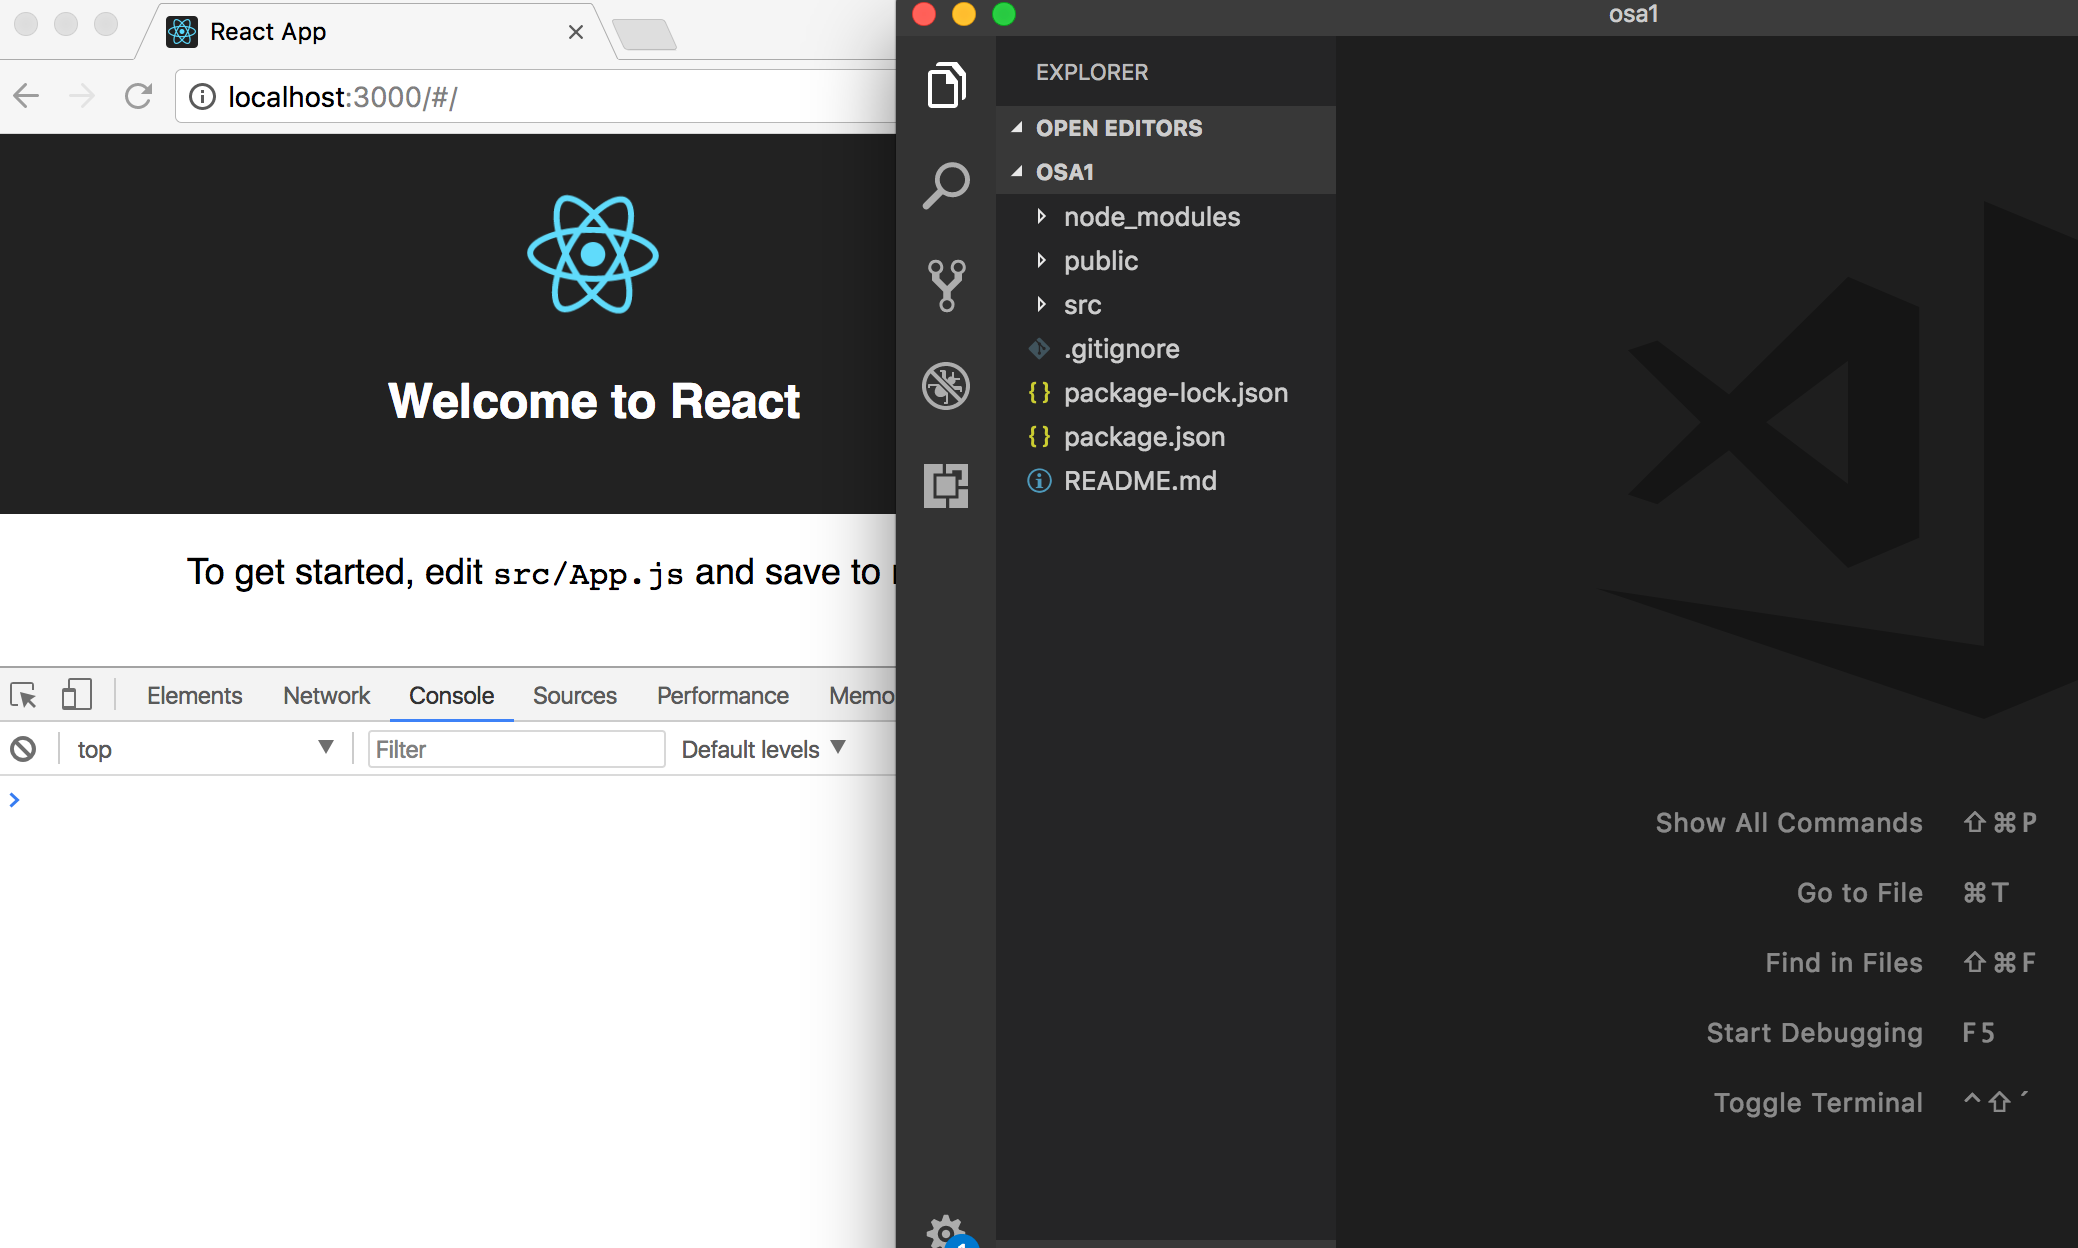 React App
localhost:3000/#/
Welcome to React
To get started, edit src/App.js and save to
Elements Network Console Sources Performance Memo
top Filter Default levels
osa1
EXPLORER
OPEN EDITORS
OSA1
node_modules
public
src
.gitignore
package-lock.json
package.json
README.md
Show All Commands ⇧⌘P
Go to File ⌘T
Find in Files ⇧⌘F
Start Debugging F5
Toggle Terminal ^⇧´